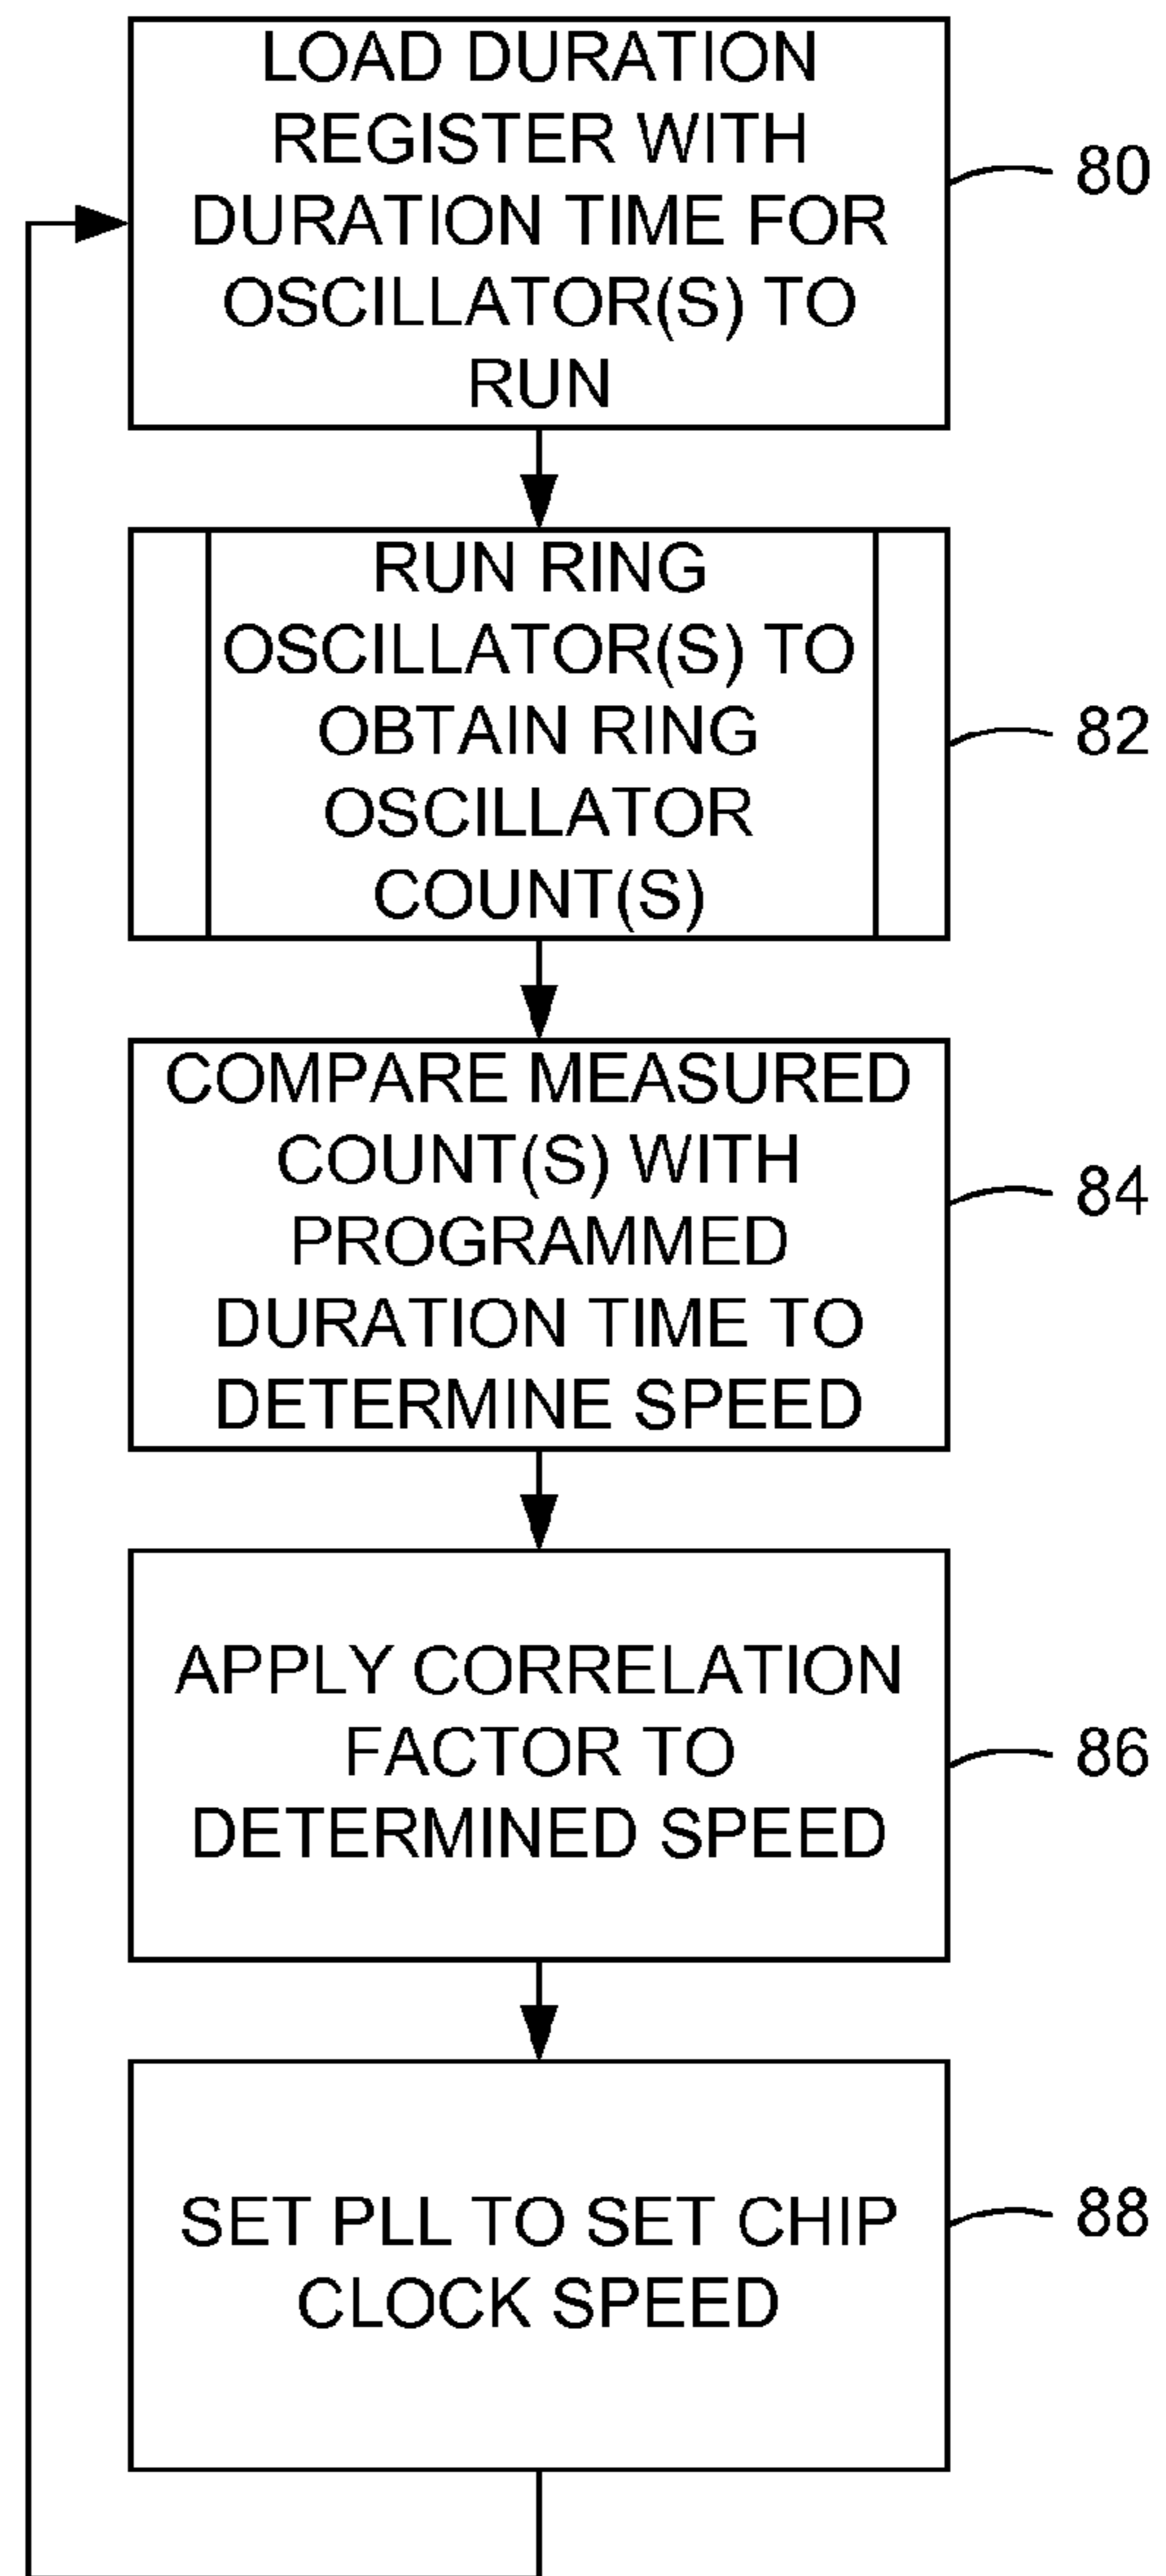 LOAD DURATION
REGISTER WITH
DURATION TIME FOR
OSCILLATOR(S) TO
RUN
80
RUN RING
OSCILLATOR(S) TO
OBTAIN RING
OSCILLATOR
COUNT(S)
82
COMPARE MEASURED
COUNT(S) WITH
PROGRAMMED
DURATION TIME TO
DETERMINE SPEED
84
APPLY CORRELATION
FACTOR TO
DETERMINED SPEED
86
SET PLL TO SET CHIP
CLOCK SPEED
88